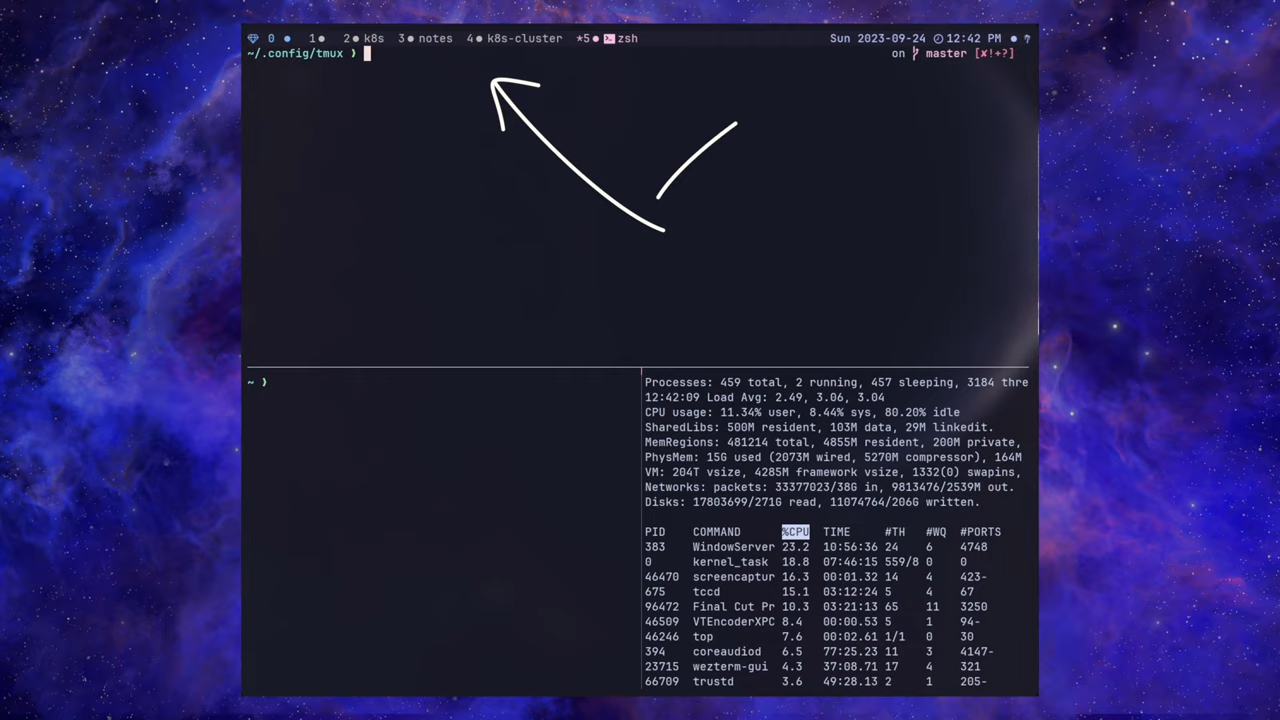 0 1 2 k8s 3 notes 4 k8s-cluster *5 zsh Sun 2023-09-24 12:42 PM
~/.config/tmux ❯ on master [✘!+?]
~ ❯
Processes: 459 total, 2 running, 457 sleeping, 3184 thre
12:42:09 Load Avg: 2.49, 3.06, 3.04
CPU usage: 11.34% user, 8.44% sys, 80.20% idle
SharedLibs: 500M resident, 103M data, 29M linkedit.
MemRegions: 481214 total, 4855M resident, 200M private,
PhysMem: 15G used (2073M wired, 5270M compressor), 164M
VM: 204T vsize, 4285M framework vsize, 1332(0) swapins,
Networks: packets: 33377023/38G in, 9813476/2539M out.
Disks: 17803699/271G read, 11074764/206G written.
PID COMMAND %CPU TIME #TH #WQ #PORTS
383 WindowServer 23.2 10:56:36 24 6 4748
0 kernel_task 18.8 07:46:15 559/8 0 0
46470 screencaptur 16.3 00:01.32 14 4 423-
675 tccd 15.1 03:12:24 5 4 67
96472 Final Cut Pr 10.3 03:21:13 65 11 3250
46509 VTEncoderXPC 8.4 00:00.53 5 1 94-
46246 top 7.6 00:02.61 1/1 0 30
394 coreaudiod 6.5 77:25.23 11 3 4147-
23715 wezterm-gui 4.3 37:08.71 17 4 321
66709 trustd 3.6 49:28.13 2 1 205-